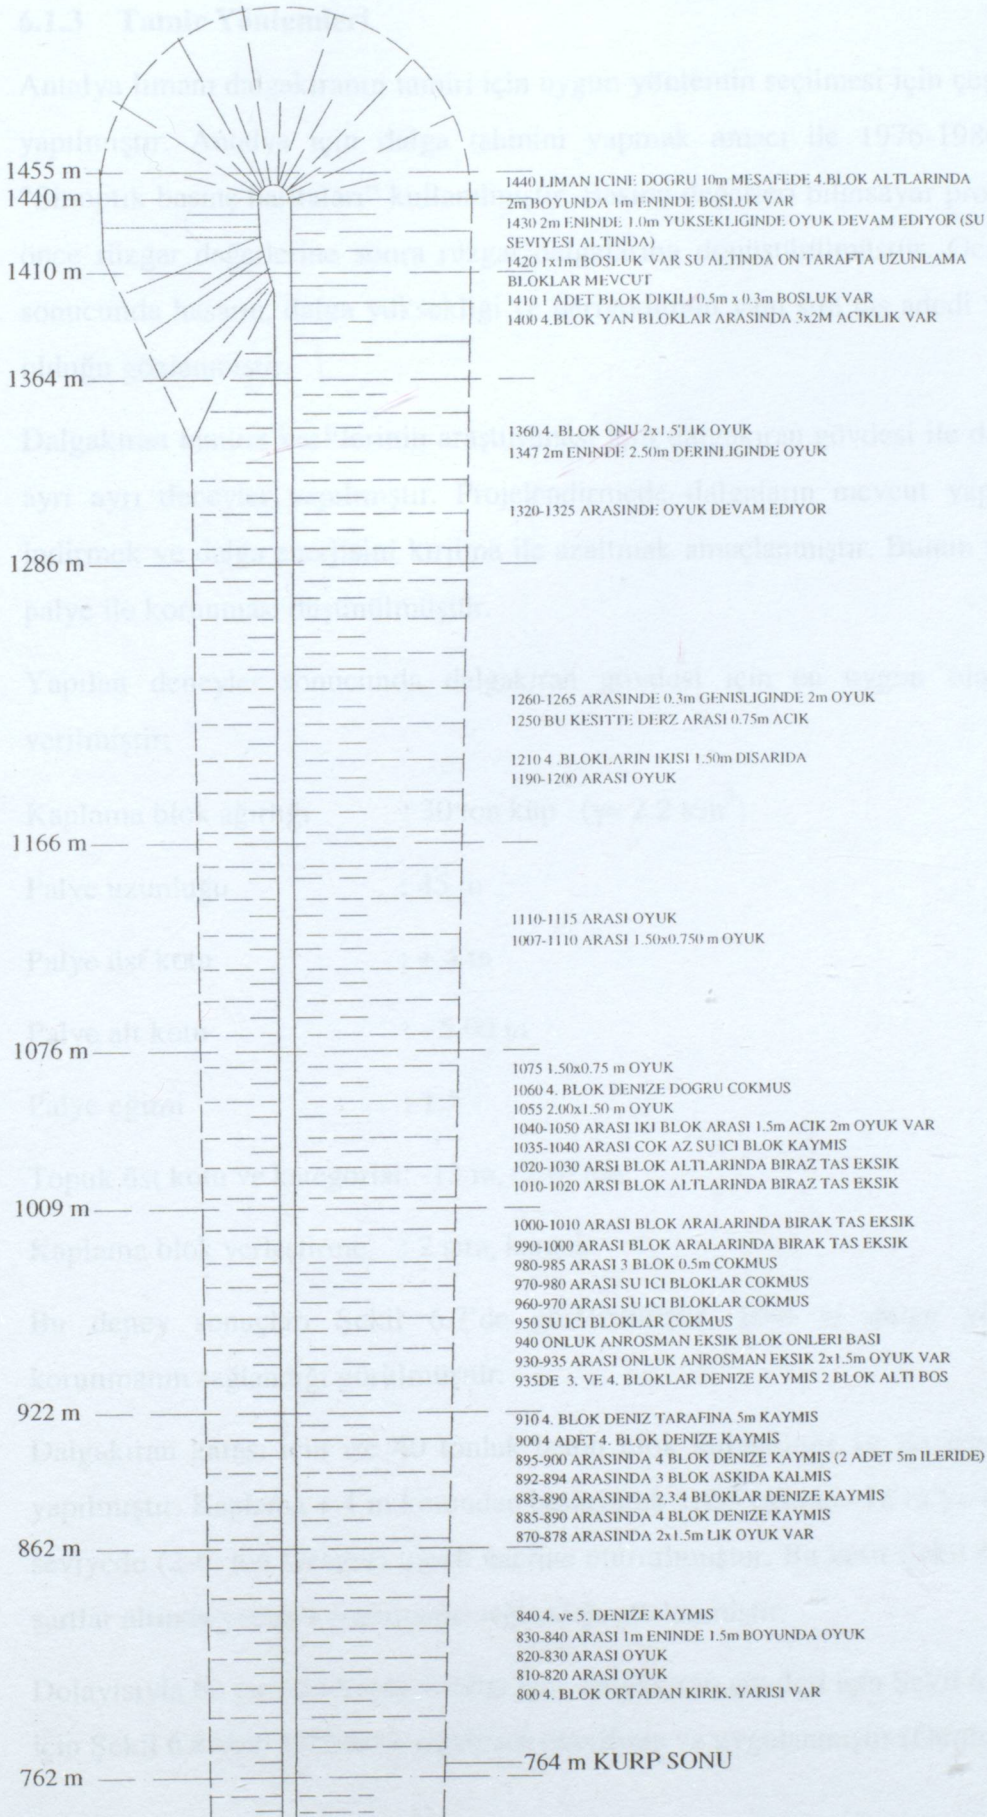 1455 m
1440 m
1410 m
1364 m
1286 m
1166 m
1076 m
1009 m
922 m
862 m
762 m
1440 LIMAN ICINE DOGRU 10m MESAFEDE 4.BLOK ALTLARINDA
2m BOYUNDA 1m ENINDE BOSLUK VAR
1430 2m ENINDE 1.0m YUKSEKLIGINDE OYUK DEVAM EDIYOR (SU
SEVIYESI ALTINDA)
1420 1x1m BOSLUK VAR SU ALTINDA ON TARAFTA UZUNLAMA
BLOKLAR MEVCUT
1410 1 ADET BLOK DIKILI 0.5m x 0.3m BOSLUK VAR
1400 4.BLOK YAN BLOKLAR ARASINDA 3x2M ACIKLIK VAR
1360 4. BLOK ONU 2x1.5'LIK OYUK
1347 2m ENINDE 2.50m DERINLIGINDE OYUK
1320-1325 ARASINDE OYUK DEVAM EDIYOR
1260-1265 ARASINDE 0.3m GENISLIGINDE 2m OYUK
1250 BU KESITTE DERZ ARASI 0.75m ACIK
1210 4 .BLOKLARIN IKISI 1.50m DISARIDA
1190-1200 ARASI OYUK
1110-1115 ARASI OYUK
1007-1110 ARASI 1.50x0.750 m OYUK
1075 1.50x0.75 m OYUK
1060 4. BLOK DENIZE DOGRU COKMUS
1055 2.00x1.50 m OYUK
1040-1050 ARASI IKI BLOK ARASI 1.5m ACIK 2m OYUK VAR
1035-1040 ARASI COK AZ SU ICI BLOK KAYMIS
1020-1030 ARSI BLOK ALTLARINDA BIRAZ TAS EKSIK
1010-1020 ARSI BLOK ALTLARINDA BIRAZ TAS EKSIK
1000-1010 ARASI BLOK ARALARINDA BIRAK TAS EKSIK
990-1000 ARASI BLOK ARALARINDA BIRAK TAS EKSIK
980-985 ARASI 3 BLOK 0.5m COKMUS
970-980 ARASI SU ICI BLOKLAR COKMUS
960-970 ARASI SU ICI BLOKLAR COKMUS
950 SU ICI BLOKLAR COKMUS
940 ONLUK ANROSMAN EKSIK BLOK ONLERI BASI
930-935 ARASI ONLUK ANROSMAN EKSIK 2x1.5m OYUK VAR
935DE 3. VE 4. BLOKLAR DENIZE KAYMIS 2 BLOK ALTI BOS
910 4. BLOK DENIZ TARAFINA 5m KAYMIS
900 4 ADET 4. BLOK DENIZE KAYMIS
895-900 ARASINDA 4 BLOK DENIZE KAYMIS (2 ADET 5m ILERIDE)
892-894 ARASINDA 3 BLOK ASKIDA KALMIS
883-890 ARASINDA 2,3,4 BLOKLAR DENIZE KAYMIS
885-890 ARASINDA 4 BLOK DENIZE KAYMIS
870-878 ARASINDA 2x1.5m LIK OYUK VAR
840 4. ve 5. DENIZE KAYMIS
830-840 ARASI 1m ENINDE 1.5m BOYUNDA OYUK
820-830 ARASI OYUK
810-820 ARASI OYUK
800 4. BLOK ORTADAN KIRIK. YARISI VAR
764 m KURP SONU